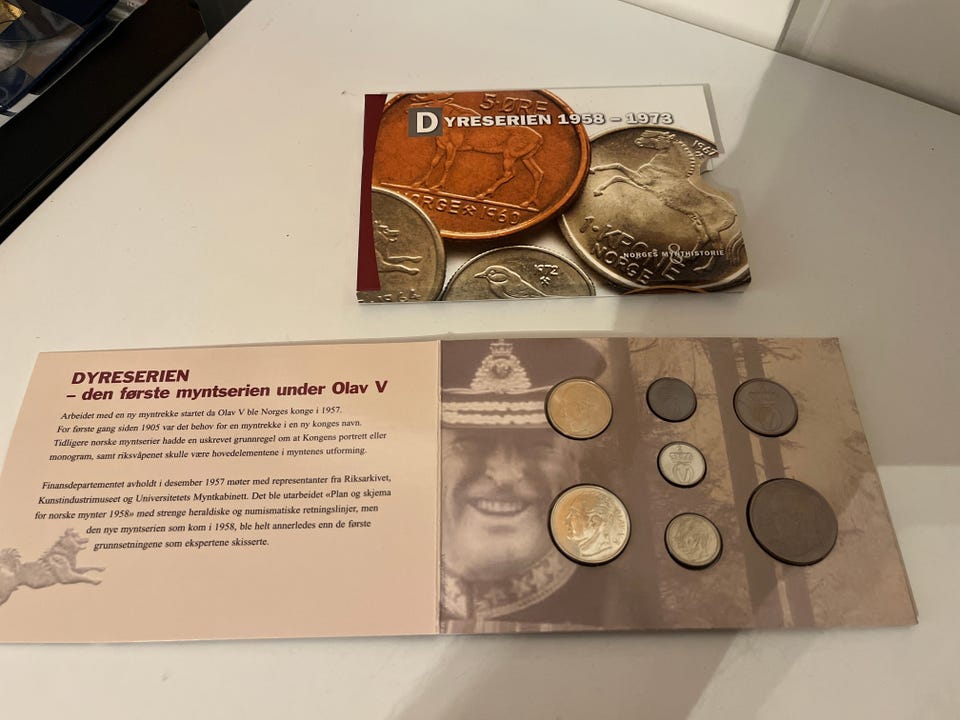 5·ØRE
DYRESERIEN 1958 – 1973
NORGE 1960
1967
1·KRONE
NORGE
NORGES MYNTHISTORIE
1964
1972
DYRESERIEN
– den første myntserien under Olav V
Arbeidet med en ny myntrekke startet da Olav V ble Norges konge i 1957.
For første gang siden 1905 var det behov for en myntrekke i en ny konges navn.
Tidligere norske myntserier hadde en uskrevet grunnregel om at Kongens portrett eller
monogram, samt riksvåpenet skulle være hovedelementene i myntenes utforming.
Finansdepartementet avholdt i desember 1957 møter med representanter fra Riksarkivet,
Kunstindustrimuseet og Universitetets Myntkabinett. Det ble utarbeidet «Plan og skjema
for norske mynter 1958» med strenge heraldiske og numismatiske retningslinjer, men
den nye myntserien som kom i 1958, ble helt annerledes enn de første
grunnsetningene som ekspertene skisserte.